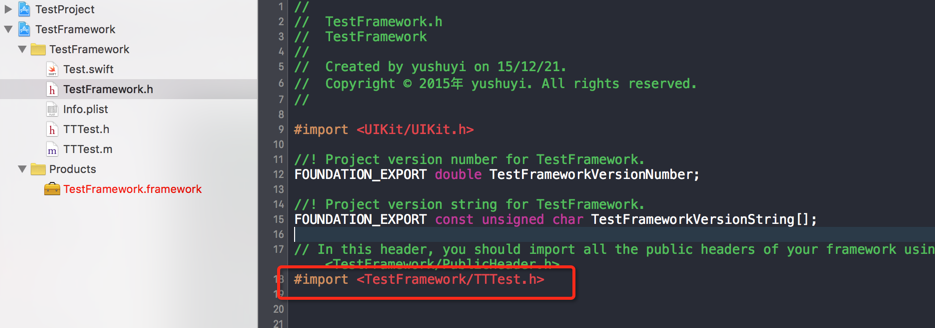 TestProject
TestFramework
TestFramework
Test.swift
TestFramework.h
Info.plist
TTTest.h
TTTest.m
Products
TestFramework.framework
1 //
2 //  TestFramework.h
3 //  TestFramework
4 //
5 //  Created by yushuyi on 15/12/21.
6 //  Copyright © 2015年 yushuyi. All rights reserved.
7 //
8
9 #import <UIKit/UIKit.h>
10
11 //! Project version number for TestFramework.
12 FOUNDATION_EXPORT double TestFrameworkVersionNumber;
13
14 //! Project version string for TestFramework.
15 FOUNDATION_EXPORT const unsigned char TestFrameworkVersionString[];
16
17 // In this header, you should import all the public headers of your framework usin
<TestFramework/PublicHeader.h>
18 #import <TestFramework/TTTest.h>
19
20
21